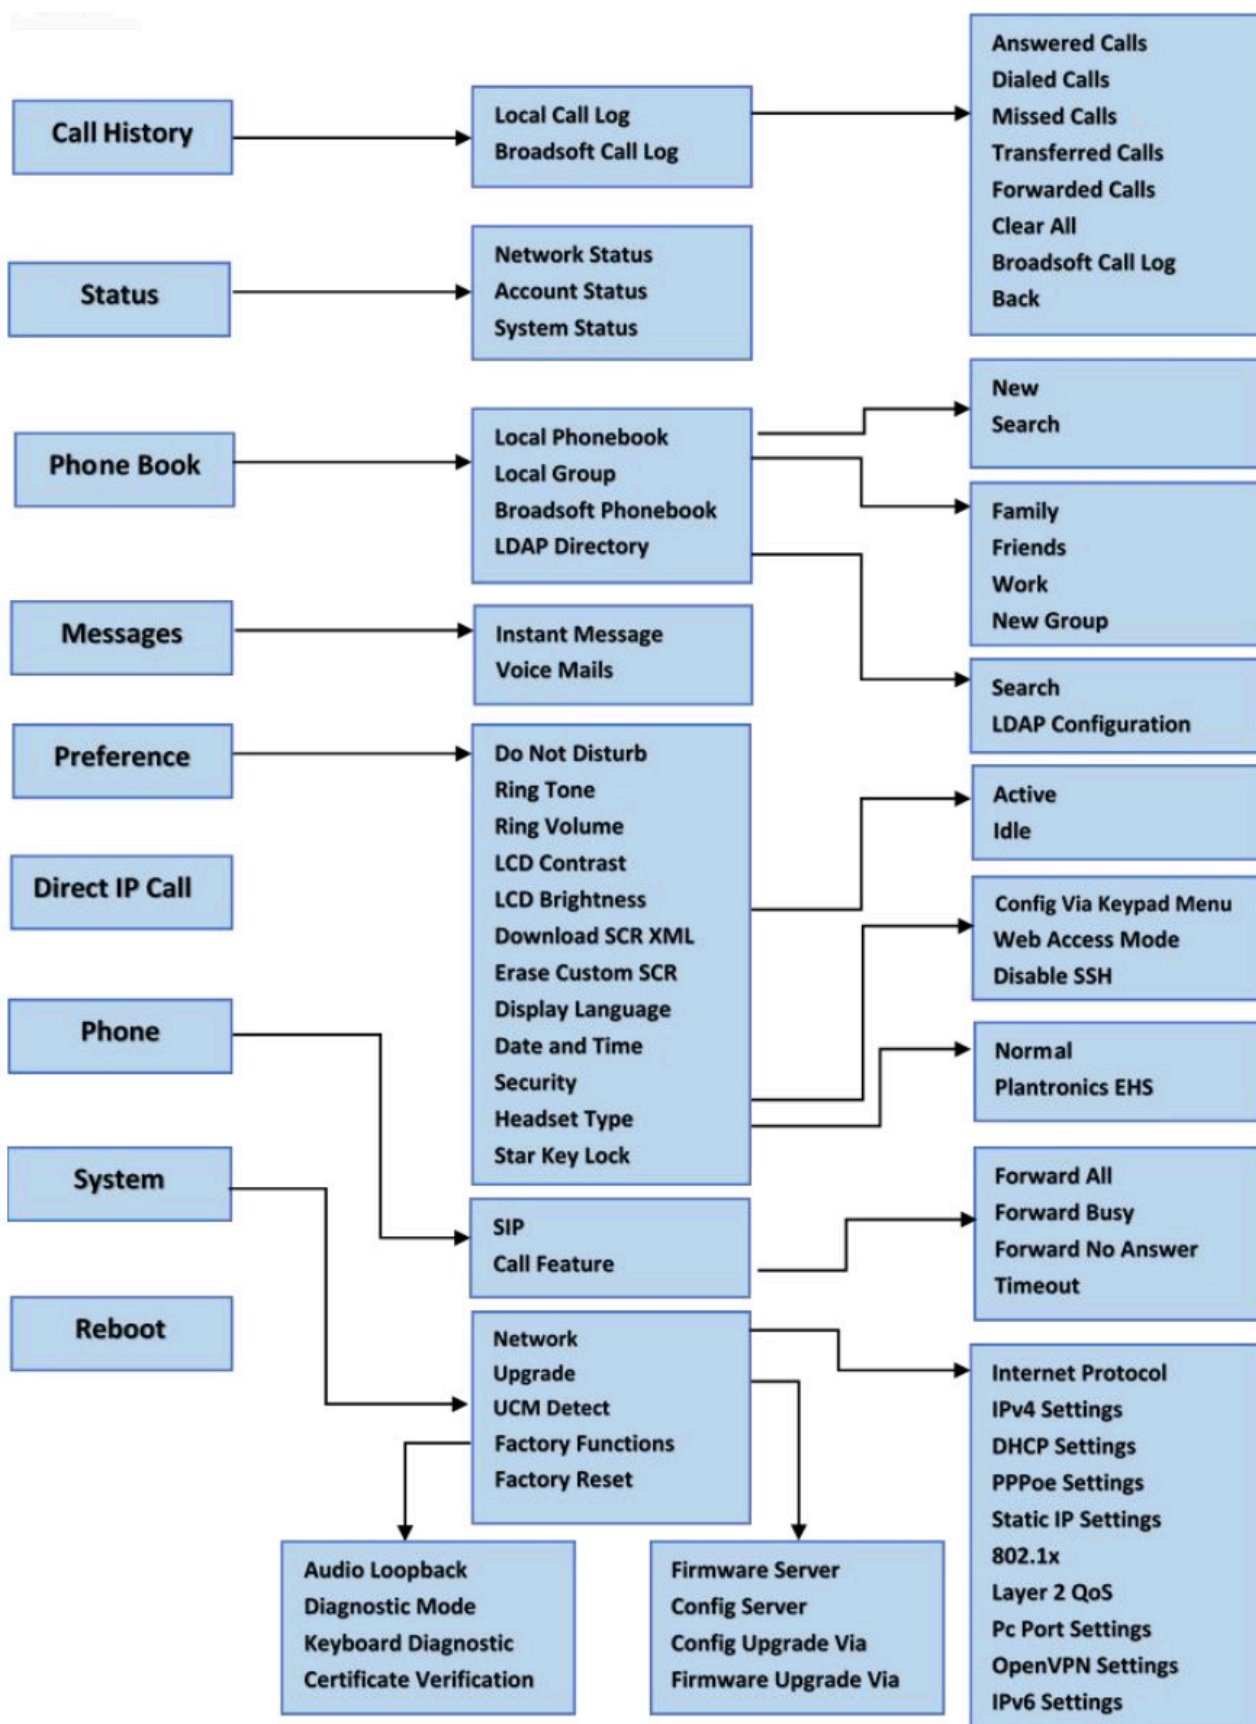 Call History
Local Call Log
Broadsoft Call Log
Answered Calls
Dialed Calls
Missed Calls
Transferred Calls
Forwarded Calls
Clear All
Broadsoft Call Log
Back
Status
Network Status
Account Status
System Status
Phone Book
Local Phonebook
Local Group
Broadsoft Phonebook
LDAP Directory
New
Search
Family
Friends
Work
New Group
Search
LDAP Configuration
Messages
Instant Message
Voice Mails
Preference
Do Not Disturb
Ring Tone
Ring Volume
LCD Contrast
LCD Brightness
Download SCR XML
Erase Custom SCR
Display Language
Date and Time
Security
Headset Type
Star Key Lock
Active
Idle
Config Via Keypad Menu
Web Access Mode
Disable SSH
Normal
Plantronics EHS
Direct IP Call
Phone
SIP
Call Feature
Forward All
Forward Busy
Forward No Answer
Timeout
System
Network
Upgrade
UCM Detect
Factory Functions
Factory Reset
Internet Protocol
IPv4 Settings
DHCP Settings
PPPoe Settings
Static IP Settings
802.1x
Layer 2 QoS
Pc Port Settings
OpenVPN Settings
IPv6 Settings
Audio Loopback
Diagnostic Mode
Keyboard Diagnostic
Certificate Verification
Firmware Server
Config Server
Config Upgrade Via
Firmware Upgrade Via
Reboot